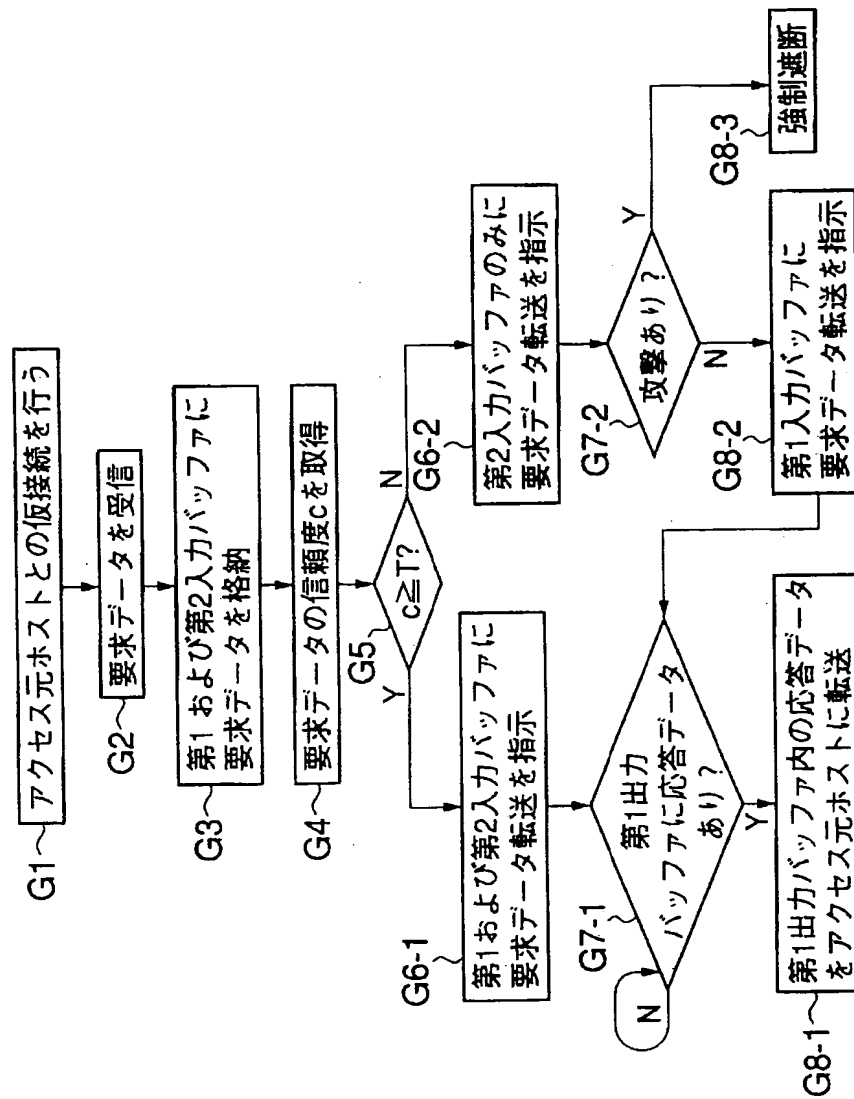 G1
アクセス元ホストとの仮接続を行う
G2
要求データを受信
G3
第1および第2入力バッファに
要求データを格納
G4
要求データの信頼度cを取得
G5
c≧T?
Y
N
G6-1
第1および第2入力バッファに
要求データ転送を指示
G6-2
第2入力バッファのみに
要求データ転送を指示
G7-1
第1出力
バッファに応答データ
あり?
N
Y
G7-2
攻撃あり?
Y
N
G8-1
第1出力バッファ内の応答データ
をアクセス元ホストに転送
G8-2
第1入力バッファに
要求データ転送を指示
G8-3
強制遮断